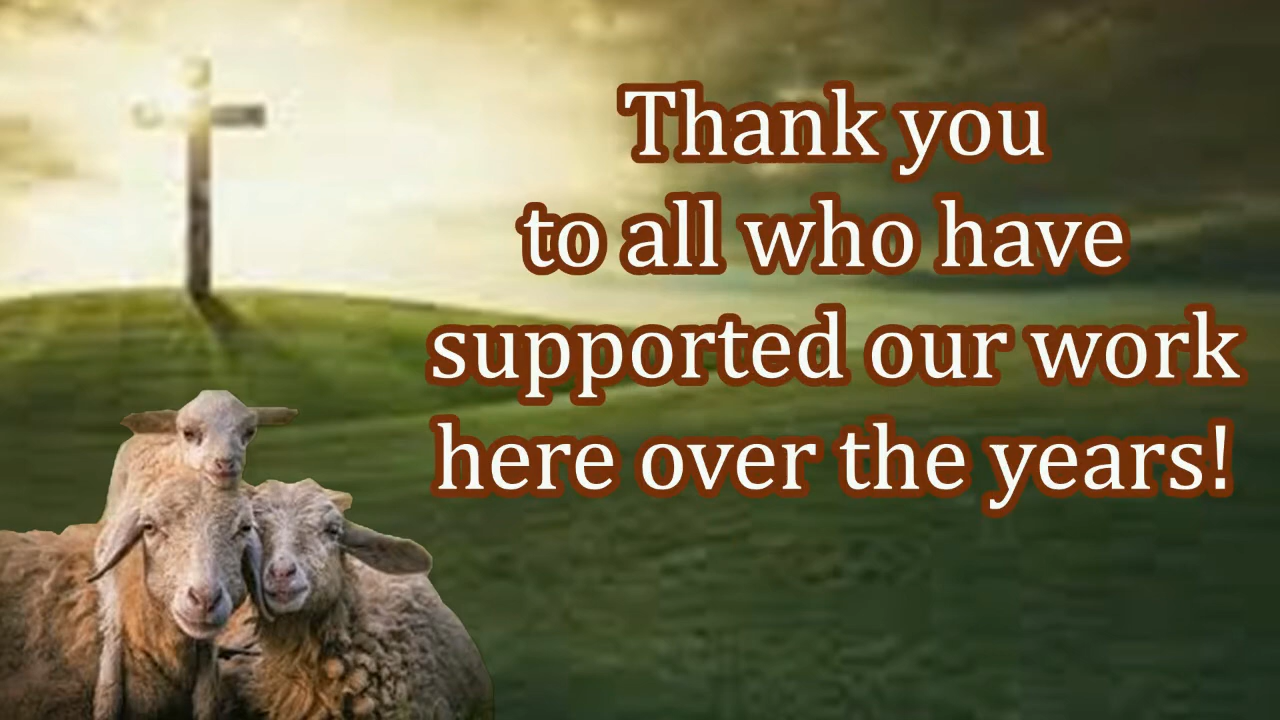 Thank you
to all who have
supported our work
here over the years!